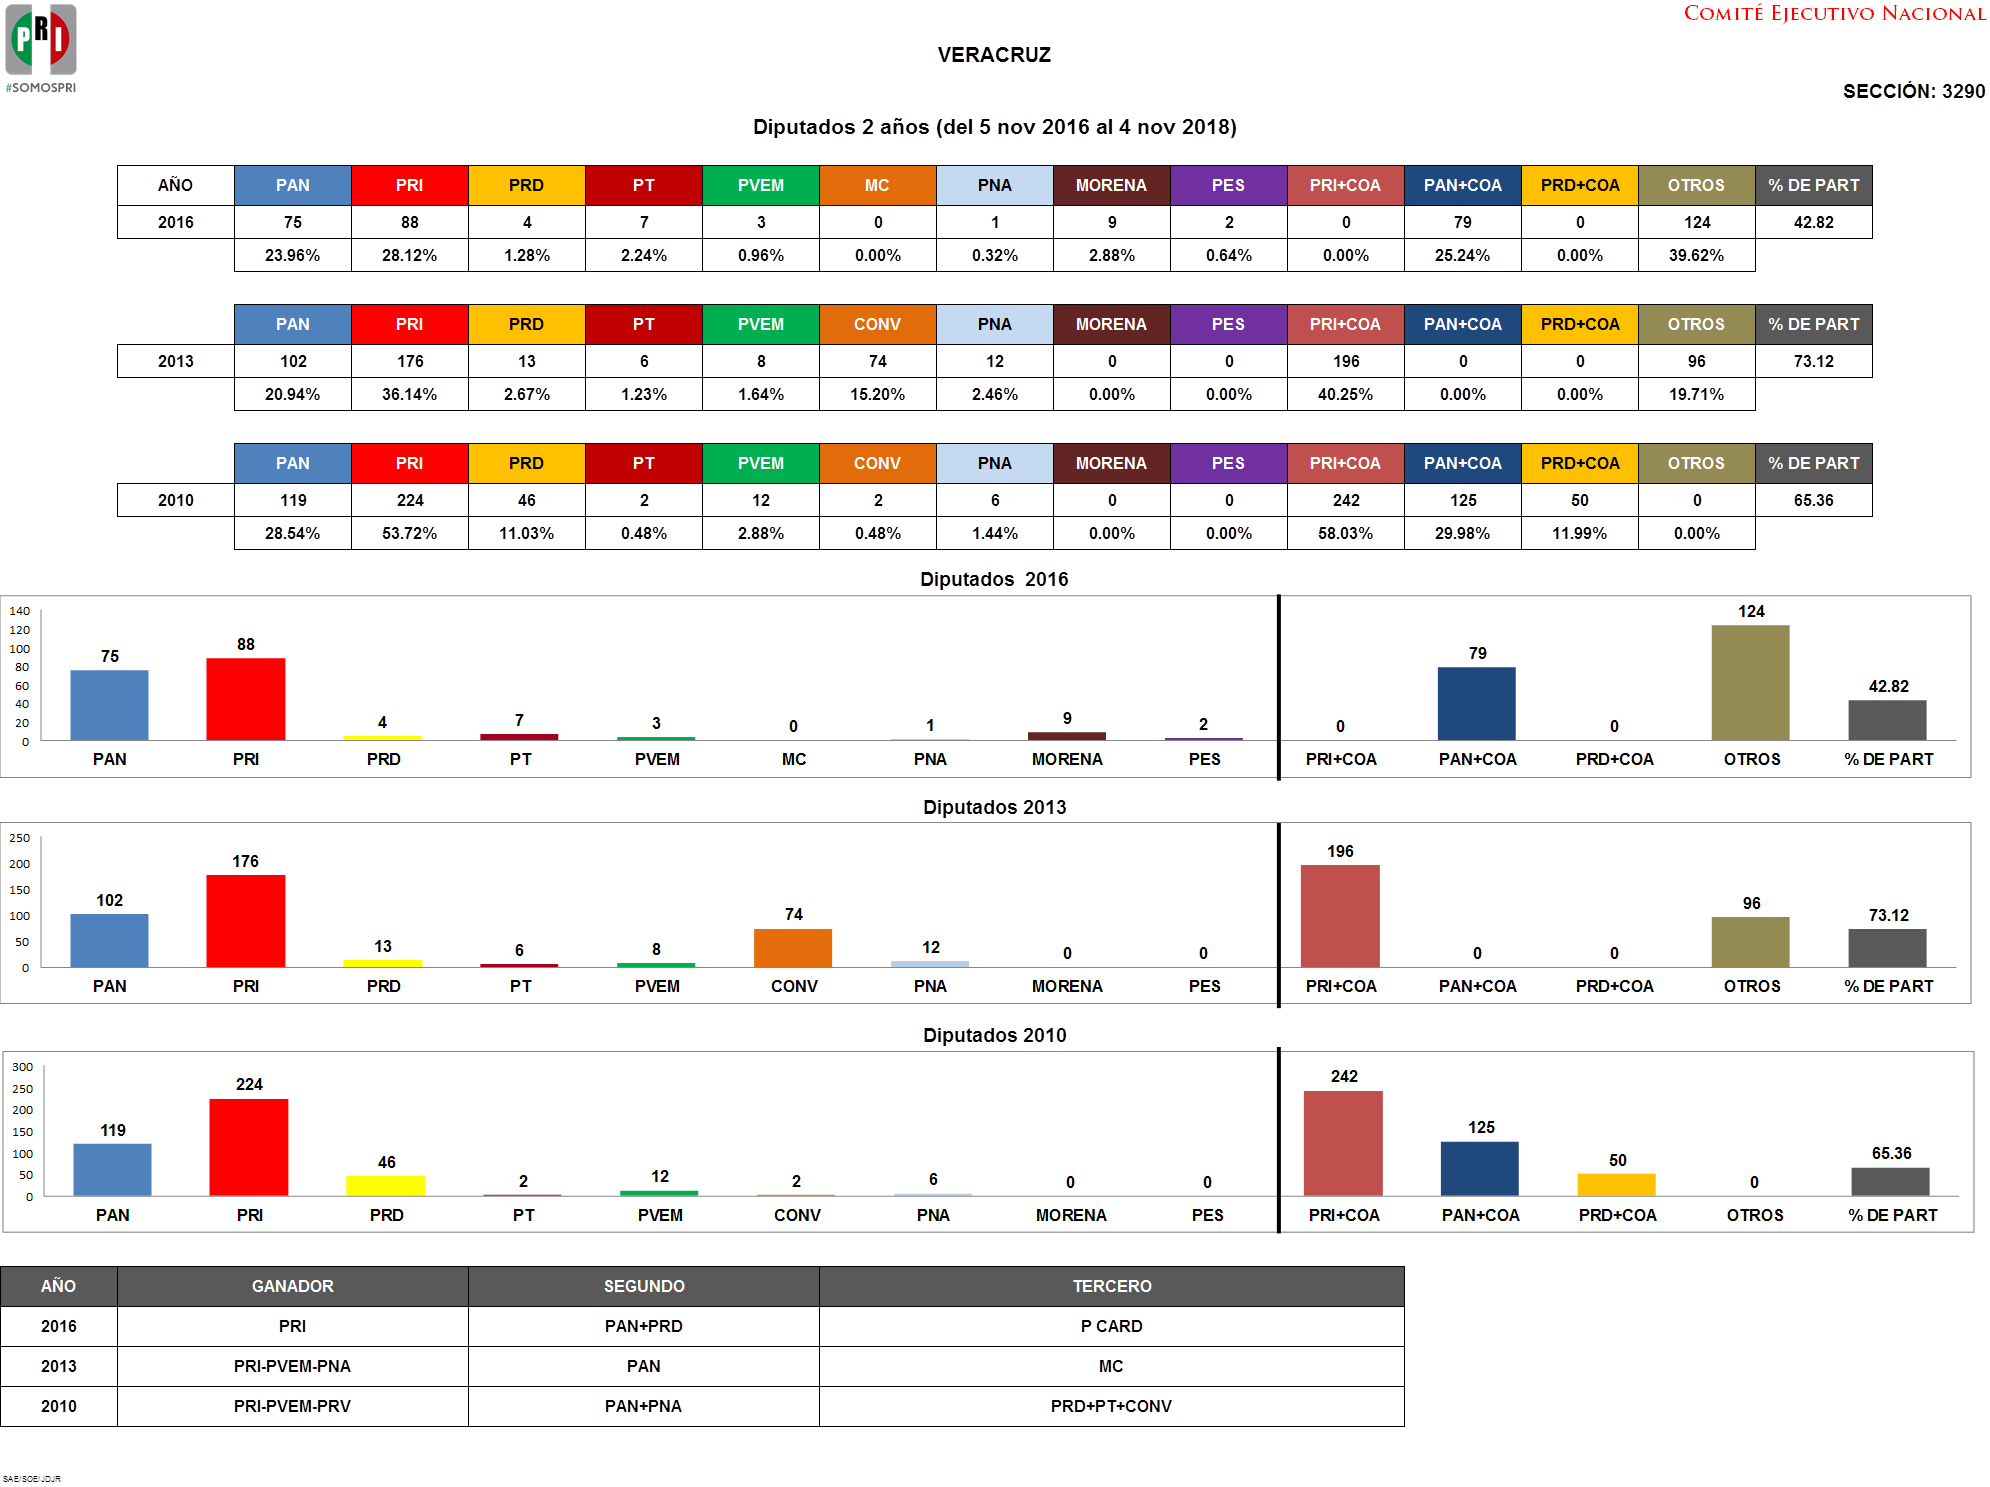 PRI
#SOMOSPRI
COMITÉ EJECUTIVO NACIONAL
VERACRUZ
SECCIÓN: 3290
Diputados 2 años (del 5 nov 2016 al 4 nov 2018)
AÑO PAN PRI PRD PT PVEM MC PNA MORENA PES PRI+COA PAN+COA PRD+COA OTROS % DE PART
2016 75 88 4 7 3 0 1 9 2 0 79 0 124 42.82
23.96% 28.12% 1.28% 2.24% 0.96% 0.00% 0.32% 2.88% 0.64% 0.00% 25.24% 0.00% 39.62%
PAN PRI PRD PT PVEM CONV PNA MORENA PES PRI+COA PAN+COA PRD+COA OTROS % DE PART
2013 102 176 13 6 8 74 12 0 0 196 0 0 96 73.12
20.94% 36.14% 2.67% 1.23% 1.64% 15.20% 2.46% 0.00% 0.00% 40.25% 0.00% 0.00% 19.71%
PAN PRI PRD PT PVEM CONV PNA MORENA PES PRI+COA PAN+COA PRD+COA OTROS % DE PART
2010 119 224 46 2 12 2 6 0 0 242 125 50 0 65.36
28.54% 53.72% 11.03% 0.48% 2.88% 0.48% 1.44% 0.00% 0.00% 58.03% 29.98% 11.99% 0.00%
Diputados  2016
140
120
100
80
60
40
20
0
75 88 4 7 3 0 1 9 2 0 79 0 124 42.82
PAN PRI PRD PT PVEM MC PNA MORENA PES PRI+COA PAN+COA PRD+COA OTROS % DE PART
Diputados 2013
250
200
150
100
50
0
102 176 13 6 8 74 12 0 0 196 0 0 96 73.12
PAN PRI PRD PT PVEM CONV PNA MORENA PES PRI+COA PAN+COA PRD+COA OTROS % DE PART
Diputados 2010
300
250
200
150
100
50
0
119 224 46 2 12 2 6 0 0 242 125 50 0 65.36
PAN PRI PRD PT PVEM CONV PNA MORENA PES PRI+COA PAN+COA PRD+COA OTROS % DE PART
AÑO GANADOR SEGUNDO TERCERO
2016 PRI PAN+PRD P CARD
2013 PRI-PVEM-PNA PAN MC
2010 PRI-PVEM-PRV PAN+PNA PRD+PT+CONV
SAE/SOE/JDJR